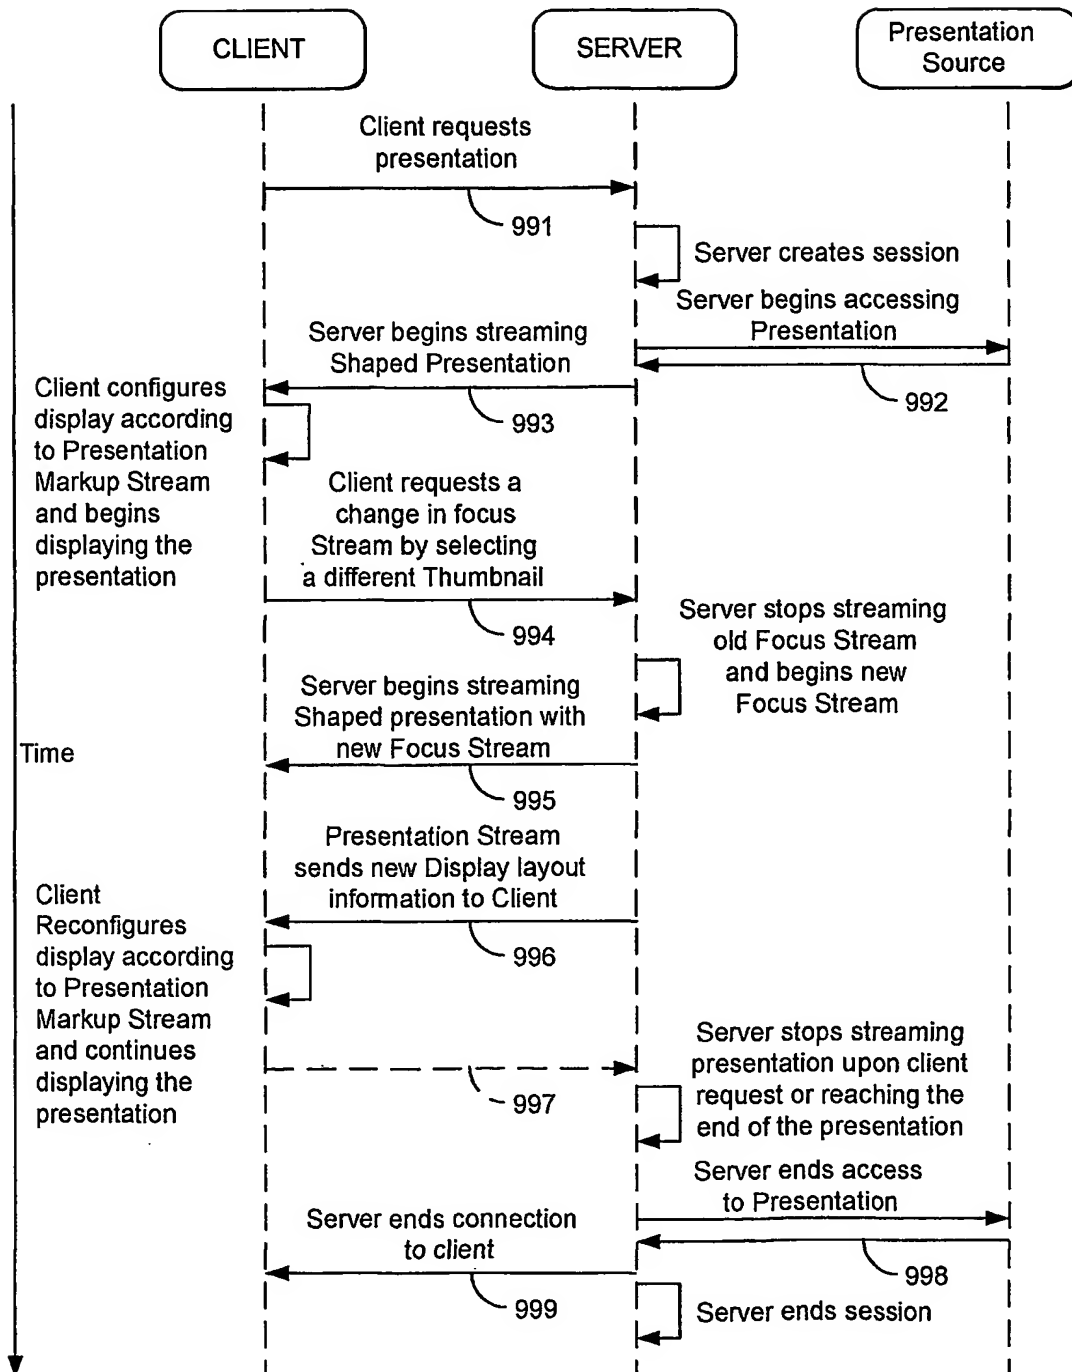 CLIENT
SERVER
Presentation
Source
Client requests
presentation
991
Server creates session
Server begins accessing
Presentation
992
Server begins streaming
Shaped Presentation
993
Client configures
display according
to Presentation
Markup Stream
and begins
displaying the
presentation
Client requests a
change in focus
Stream by selecting
a different Thumbnail
994
Server stops streaming
old Focus Stream
and begins new
Focus Stream
Server begins streaming
Shaped presentation with
new Focus Stream
995
Time
Presentation Stream
sends new Display layout
information to Client
996
Client
Reconfigures
display according
to Presentation
Markup Stream
and continues
displaying the
presentation
997
Server stops streaming
presentation upon client
request or reaching the
end of the presentation
Server ends access
to Presentation
998
Server ends connection
to client
999
Server ends session